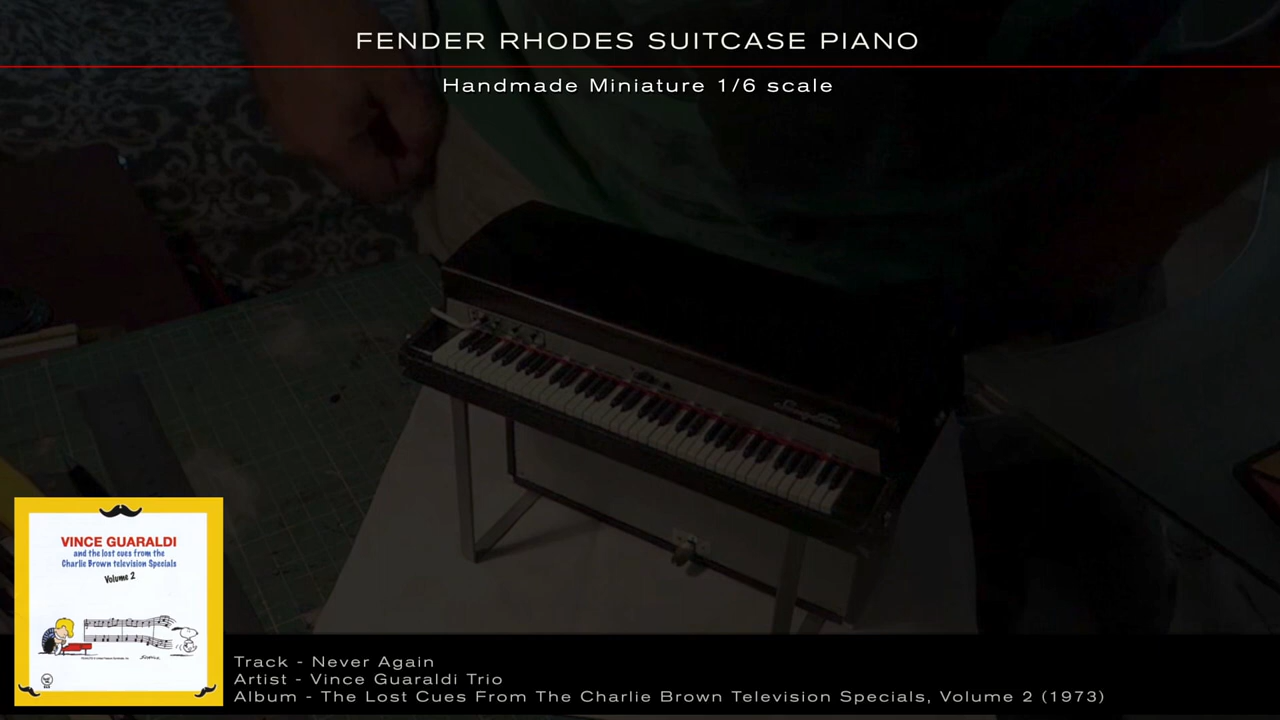 FENDER RHODES SUITCASE PIANO
Handmade Miniature 1/6 scale
VINCE GUARALDI
and the lost cues from the
Charlie Brown television Specials
Volume 2
Track - Never Again
Artist - Vince Guaraldi Trio
Album - The Lost Cues From The Charlie Brown Television Specials, Volume 2 (1973)